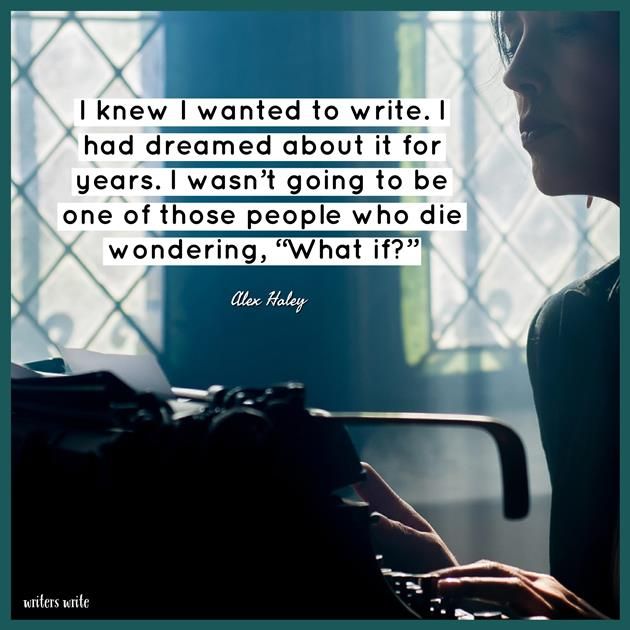 I knew I wanted to write. I
had dreamed about it for
years. I wasn’t going to be
one of those people who die
wondering, “What if?”
Alex Haley
writers write